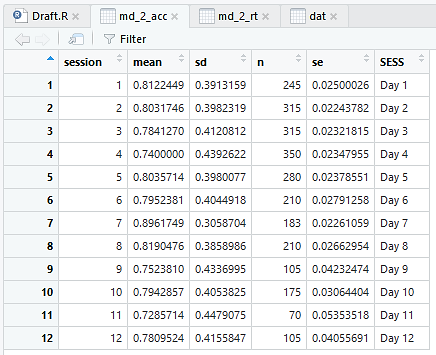 Draft.R × md_2_acc × md_2_rt × dat ×
Filter
session mean sd n se SESS
1 1 0.8122449 0.3913159 245 0.02500026 Day 1
2 2 0.8031746 0.3982319 315 0.02243782 Day 2
3 3 0.7841270 0.4120812 315 0.02321815 Day 3
4 4 0.7400000 0.4392622 350 0.02347955 Day 4
5 5 0.8035714 0.3980077 280 0.02378551 Day 5
6 6 0.7952381 0.4044918 210 0.02791258 Day 6
7 7 0.8961749 0.3058704 183 0.02261059 Day 7
8 8 0.8190476 0.3858986 210 0.02662954 Day 8
9 9 0.7523810 0.4336995 105 0.04232474 Day 9
10 10 0.7942857 0.4053825 175 0.03064404 Day 10
11 11 0.7285714 0.4479075 70 0.05353518 Day 11
12 12 0.7809524 0.4155847 105 0.04055691 Day 12